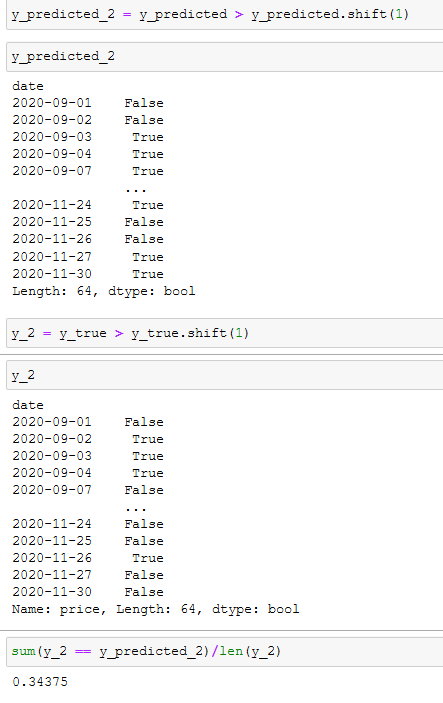 y_predicted_2 = y_predicted > y_predicted.shift(1)
y_predicted_2
date
2020-09-01    False
2020-09-02    False
2020-09-03     True
2020-09-04     True
2020-09-07     True
              ...
2020-11-24     True
2020-11-25    False
2020-11-26    False
2020-11-27     True
2020-11-30     True
Length: 64, dtype: bool
y_2 = y_true > y_true.shift(1)
y_2
date
2020-09-01    False
2020-09-02     True
2020-09-03     True
2020-09-04     True
2020-09-07    False
              ...
2020-11-24    False
2020-11-25    False
2020-11-26     True
2020-11-27    False
2020-11-30    False
Name: price, Length: 64, dtype: bool
sum(y_2 == y_predicted_2)/len(y_2)
0.34375